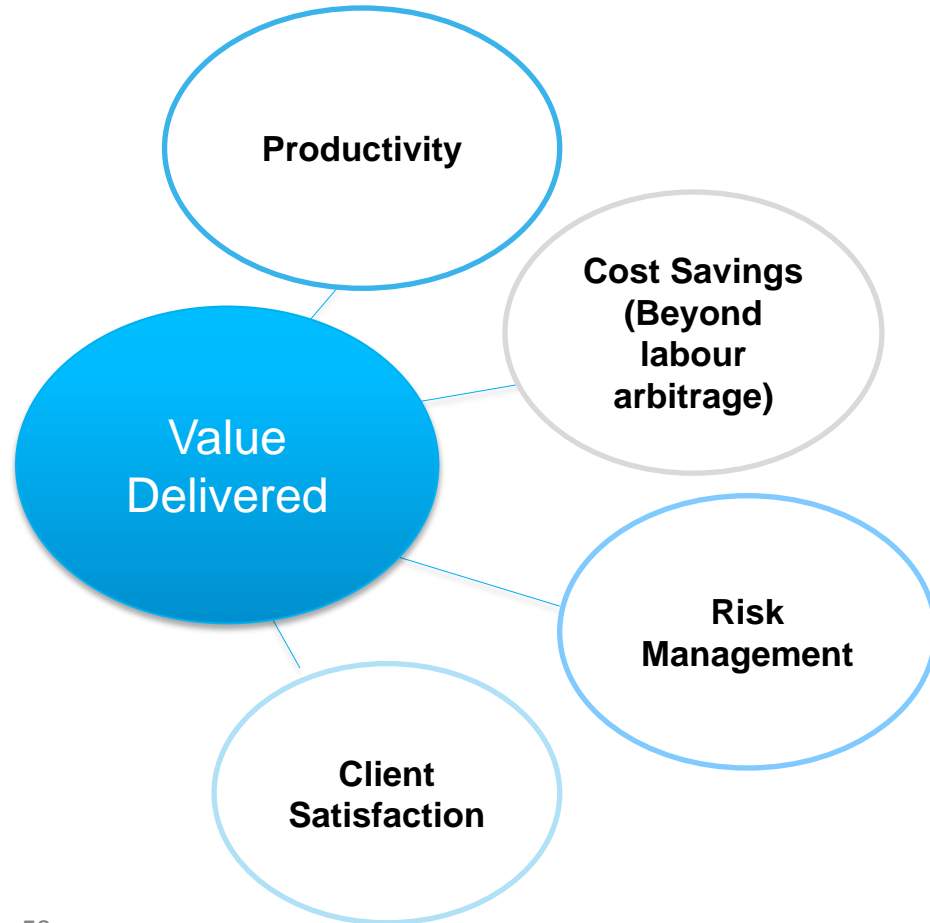 Productivity
Cost Savings
(Beyond
labour
arbitrage)
Value
Delivered
Risk
Management
Client
Satisfaction